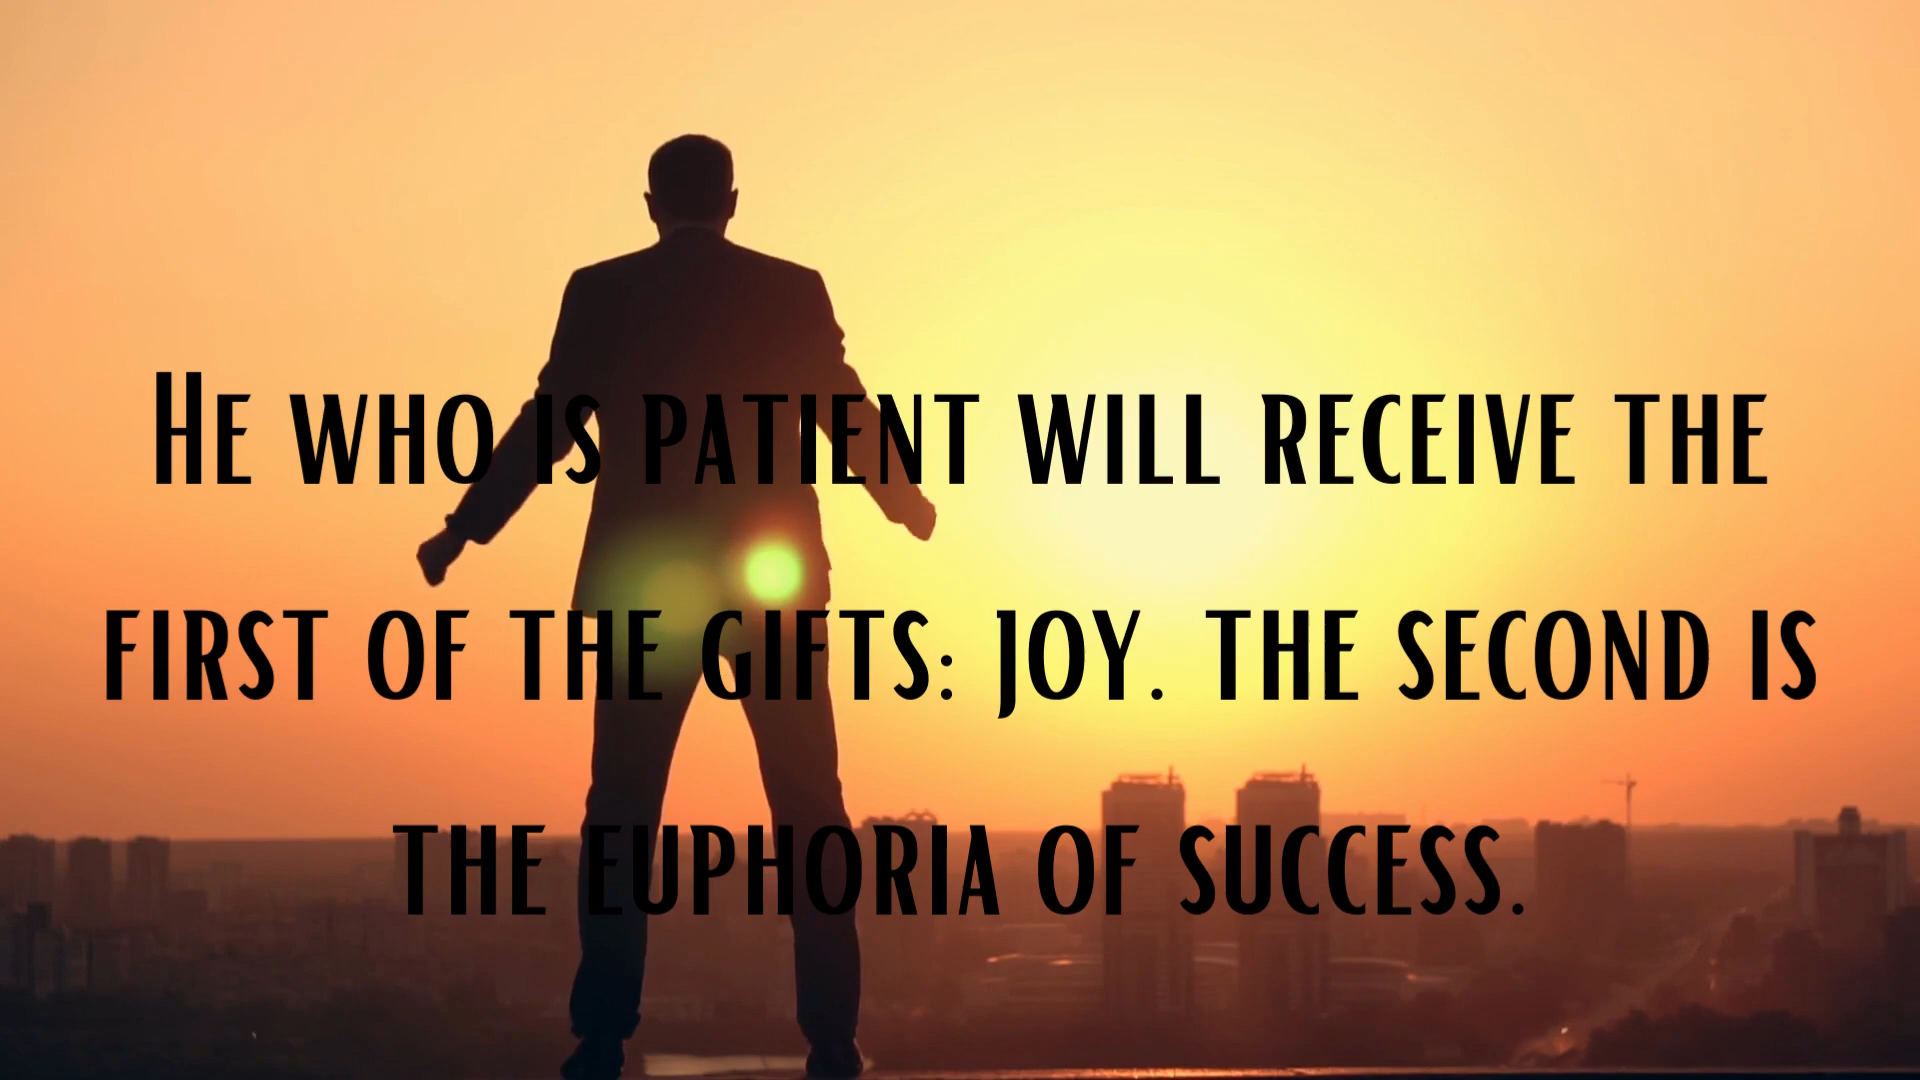 He who is patient will receive the
first of the gifts: joy. the second is
the euphoria of success.